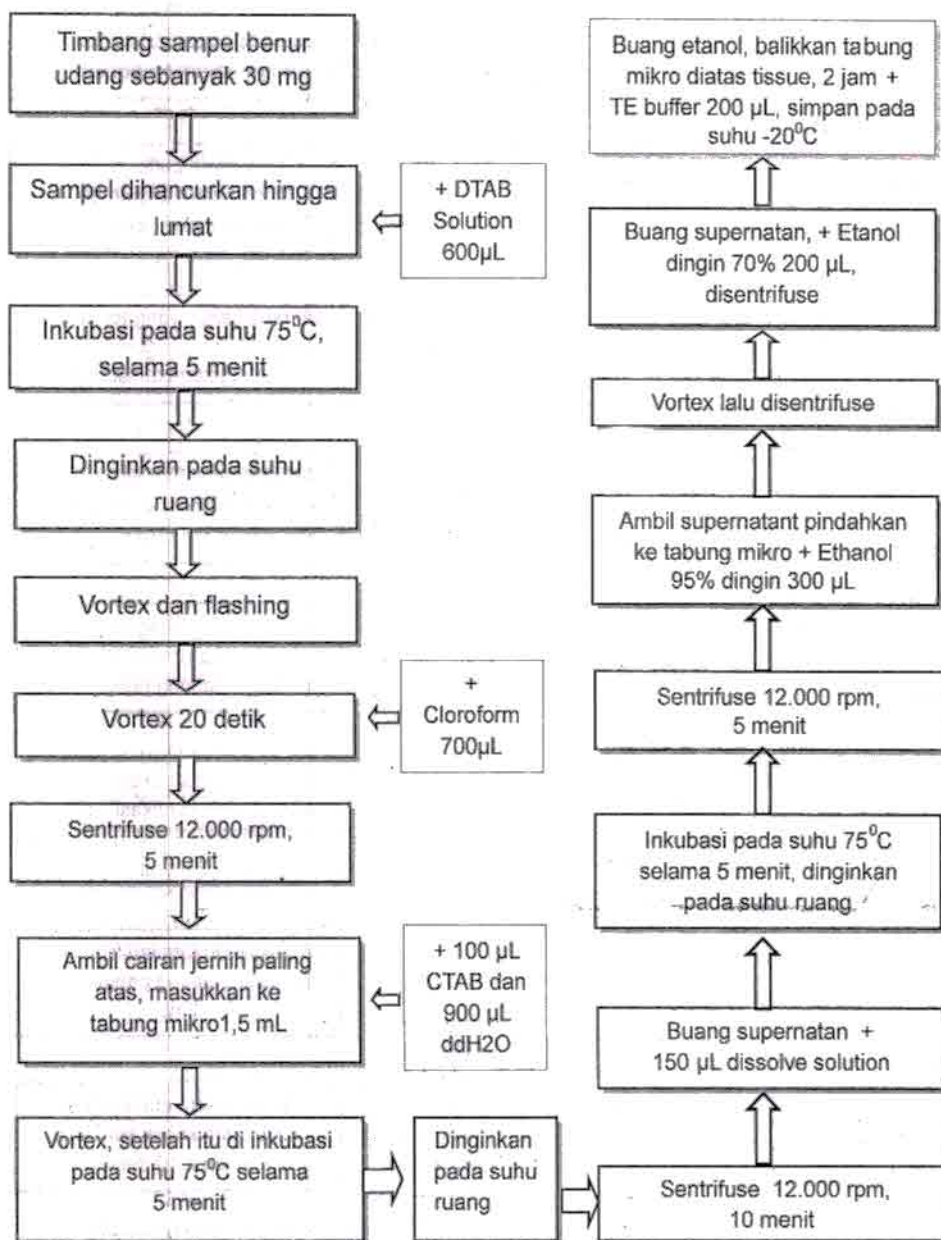 Timbang sampel benur
udang sebanyak 30 mg
Sampel dihancurkan hingga
lumat
+ DTAB
Solution
600µL
Inkubasi pada suhu 75⁰C,
selama 5 menit
Dinginkan pada suhu
ruang
Vortex dan flashing
Vortex 20 detik
+
Cloroform
700µL
Sentrifuse 12.000 rpm,
5 menit
Ambil cairan jernih paling
atas, masukkan ke
tabung mikro1,5 mL
+ 100 µL
CTAB dan
900 µL
ddH2O
Vortex, setelah itu di inkubasi
pada suhu 75⁰C selama
5 menit
Dinginkan
pada suhu
ruang
Sentrifuse 12.000 rpm,
10 menit
Buang supernatan +
150 µL dissolve solution
Inkubasi pada suhu 75⁰C
selama 5 menit, dinginkan
pada suhu ruang
Sentrifuse 12.000 rpm,
5 menit
Ambil supernatant pindahkan
ke tabung mikro + Ethanol
95% dingin 300 µL
Vortex lalu disentrifuse
Buang supernatan, + Etanol
dingin 70% 200 µL,
disentrifuse
Buang etanol, balikkan tabung
mikro diatas tissue, 2 jam +
TE buffer 200 µL, simpan pada
suhu -20⁰C